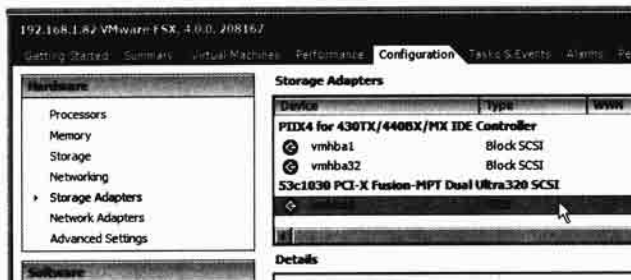 192.168.1.82 VMware ESX, 4.0.0, 208167
Getting Started Summary Virtual Machines Performance Configuration Tasks & Events Alarms Pe
Hardware
Processors
Memory
Storage
Networking
Storage Adapters
Network Adapters
Advanced Settings
Software
Storage Adapters
Device Type WWN
PIIX4 for 430TX/440BX/MX IDE Controller
vmhba1 Block SCSI
vmhba32 Block SCSI
53c1030 PCI-X Fusion-MPT Dual Ultra320 SCSI
Details